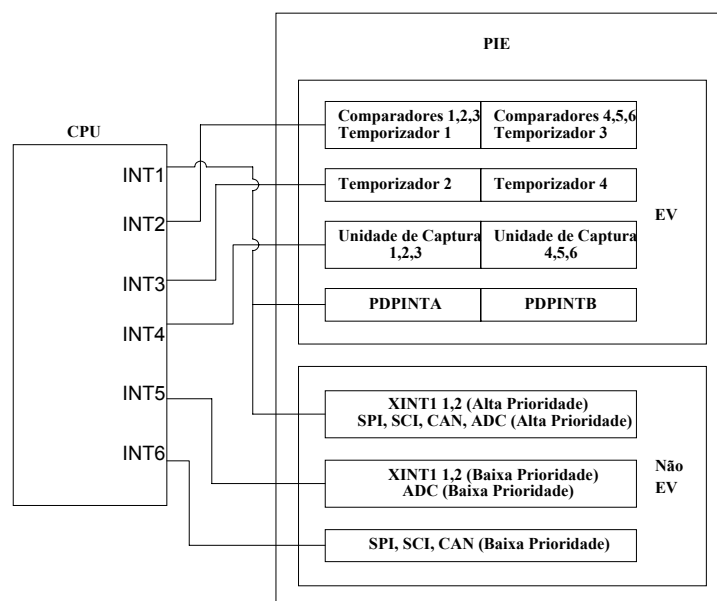 PIE
CPU
INT1
INT2
INT3
INT4
INT5
INT6
Comparadores 1,2,3
Temporizador 1
Comparadores 4,5,6
Temporizador 3
Temporizador 2
Temporizador 4
Unidade de Captura
1,2,3
Unidade de Captura
4,5,6
PDPINTA
PDPINTB
EV
XINT1 1,2 (Alta Prioridade)
SPI, SCI, CAN, ADC (Alta Prioridade)
XINT1 1,2 (Baixa Prioridade)
ADC (Baixa Prioridade)
SPI, SCI, CAN (Baixa Prioridade)
Não
EV